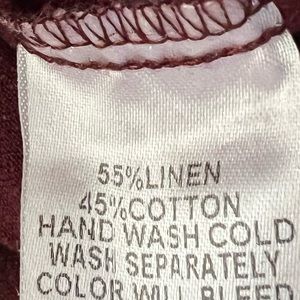 55%LINEN
45%COTTON
HAND WASH COLD
WASH SEPARATELY
COLOR WILL BLEED